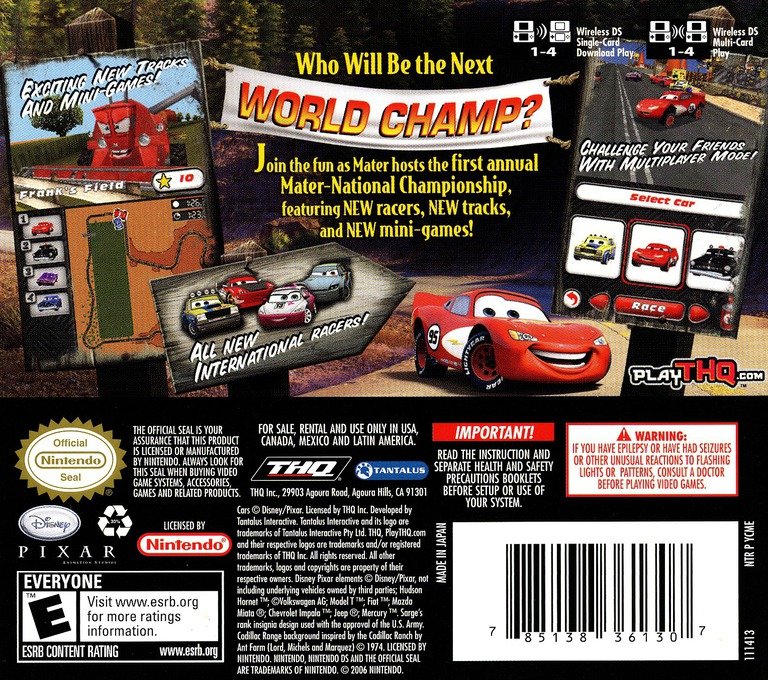 Wireless DS
Single-Card
Download Play
1-4
Wireless DS
Multi-Card
Play
1-4
Who Will Be the Next
WORLD CHAMP?
Join the fun as Mater hosts the first annual
Mater-National Championship,
featuring NEW racers, NEW tracks,
and NEW mini-games!
EXCITING NEW TRACKS
AND MINI-GAMES!
Frank's Field
10
1
2
3
4
ALL NEW
INTERNATIONAL RACERS!
95
LIGHTYEAR
CHALLENGE YOUR FRIENDS
WITH MULTIPLAYER MODE!
Select Car
Race
PLAYTHQ.COM
Official
Nintendo
Seal
THE OFFICIAL SEAL IS YOUR
ASSURANCE THAT THIS PRODUCT
IS LICENSED OR MANUFACTURED
BY NINTENDO. ALWAYS LOOK FOR
THIS SEAL WHEN BUYING VIDEO
GAME SYSTEMS, ACCESSORIES,
GAMES AND RELATED PRODUCTS.
Disney
PIXAR
ANIMATION STUDIOS
LICENSED BY
Nintendo
EVERYONE
E
Visit www.esrb.org
for more ratings
information.
ESRB CONTENT RATING www.esrb.org
FOR SALE, RENTAL AND USE ONLY IN USA,
CANADA, MEXICO AND LATIN AMERICA.
THQ
TANTALUS
THQ Inc., 29903 Agoura Road, Agoura Hills, CA 91301
Cars © Disney/Pixar. Licensed by THQ Inc. Developed by
Tantalus Interactive. Tantalus Interactive and its logo are
trademarks of Tantalus Interactive Pty Ltd. THQ, PlayTHQ.com
and their respective logos are trademarks and/or registered
trademarks of THQ Inc. All rights reserved. All other
trademarks, logos and copyrights are property of their
respective owners. Disney Pixar elements © Disney/Pixar, not
including underlying vehicles owned by third parties; Hudson
Hornet ™; ©Volkswagen AG; Model T ™; Fiat ™; Mazda
Miata ®; Chevrolet Impala ™; Jeep ®; Mercury ™. Sarge's
rank insignia design used with the approval of the U.S. Army.
Cadillac Range background inspired by the Cadillac Ranch by
Ant Farm (Lord, Michels and Marquez) © 1974. LICENSED BY
NINTENDO. NINTENDO, NINTENDO DS AND THE OFFICIAL SEAL
ARE TRADEMARKS OF NINTENDO. © 2006 NINTENDO.
IMPORTANT!
READ THE INSTRUCTION AND
SEPARATE HEALTH AND SAFETY
PRECAUTIONS BOOKLETS
BEFORE SETUP OR USE OF
YOUR SYSTEM.
WARNING:
IF YOU HAVE EPILEPSY OR HAVE HAD SEIZURES
OR OTHER UNUSUAL REACTIONS TO FLASHING
LIGHTS OR PATTERNS, CONSULT A DOCTOR
BEFORE PLAYING VIDEO GAMES.
MADE IN JAPAN
7 85138 36130 7
NTR P YCME
111413